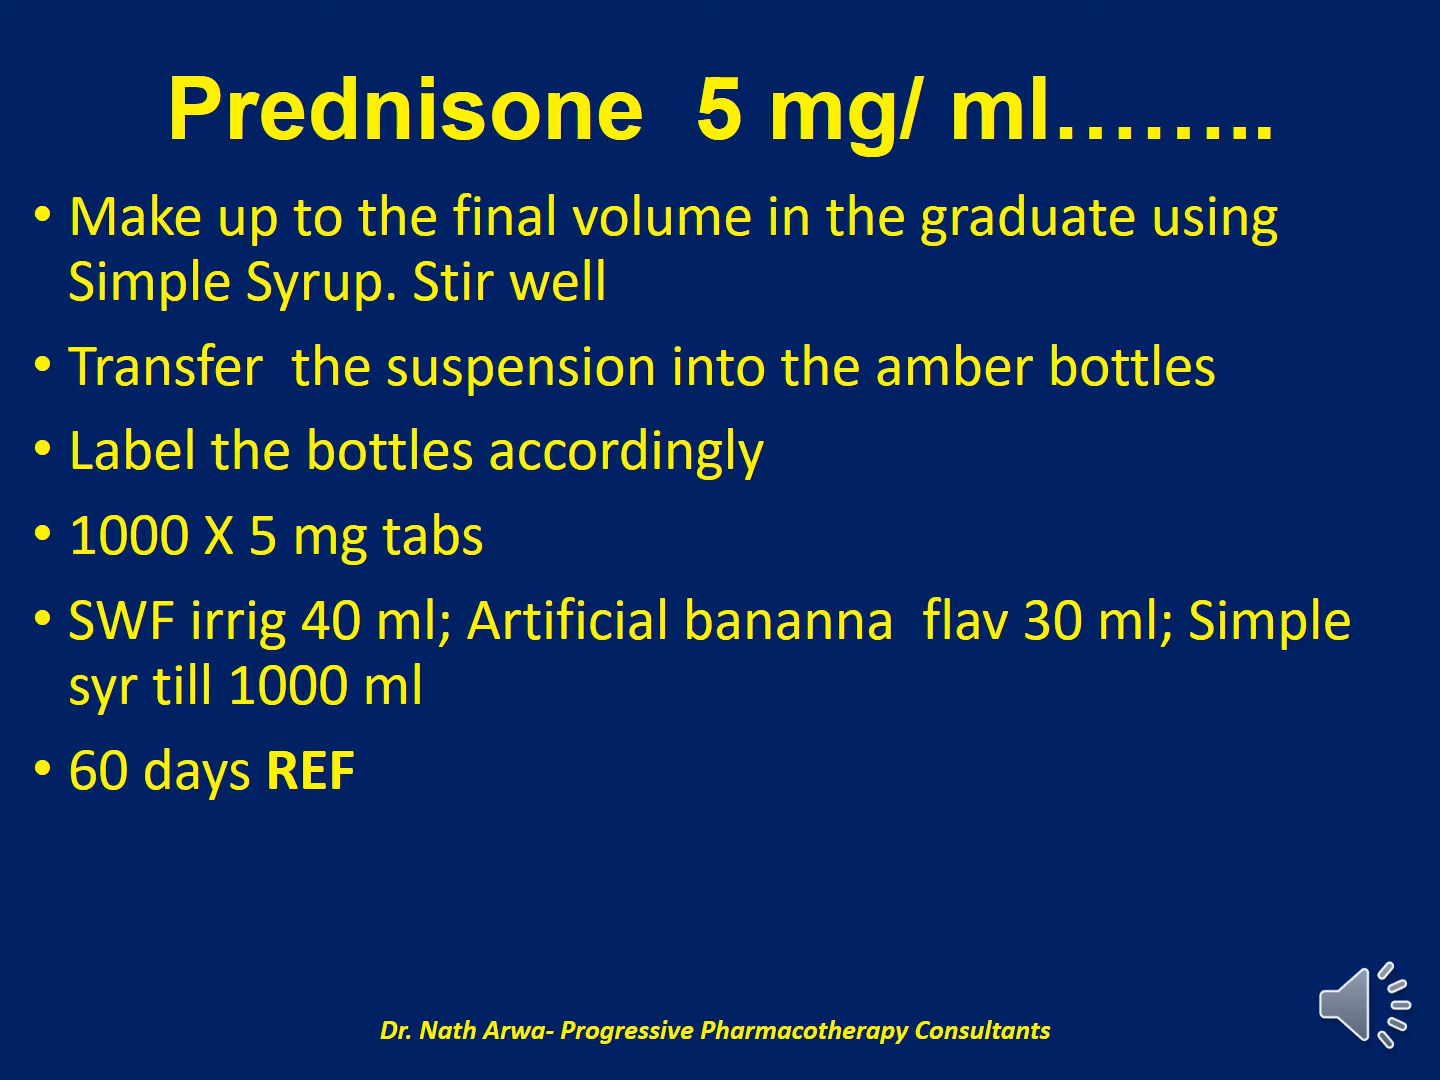 Prednisone  5 mg/ ml……..
• Make up to the final volume in the graduate using
Simple Syrup. Stir well
• Transfer  the suspension into the amber bottles
• Label the bottles accordingly
• 1000 X 5 mg tabs
• SWF irrig 40 ml; Artificial bananna  flav 30 ml; Simple
syr till 1000 ml
• 60 days REF
Dr. Nath Arwa- Progressive Pharmacotherapy Consultants